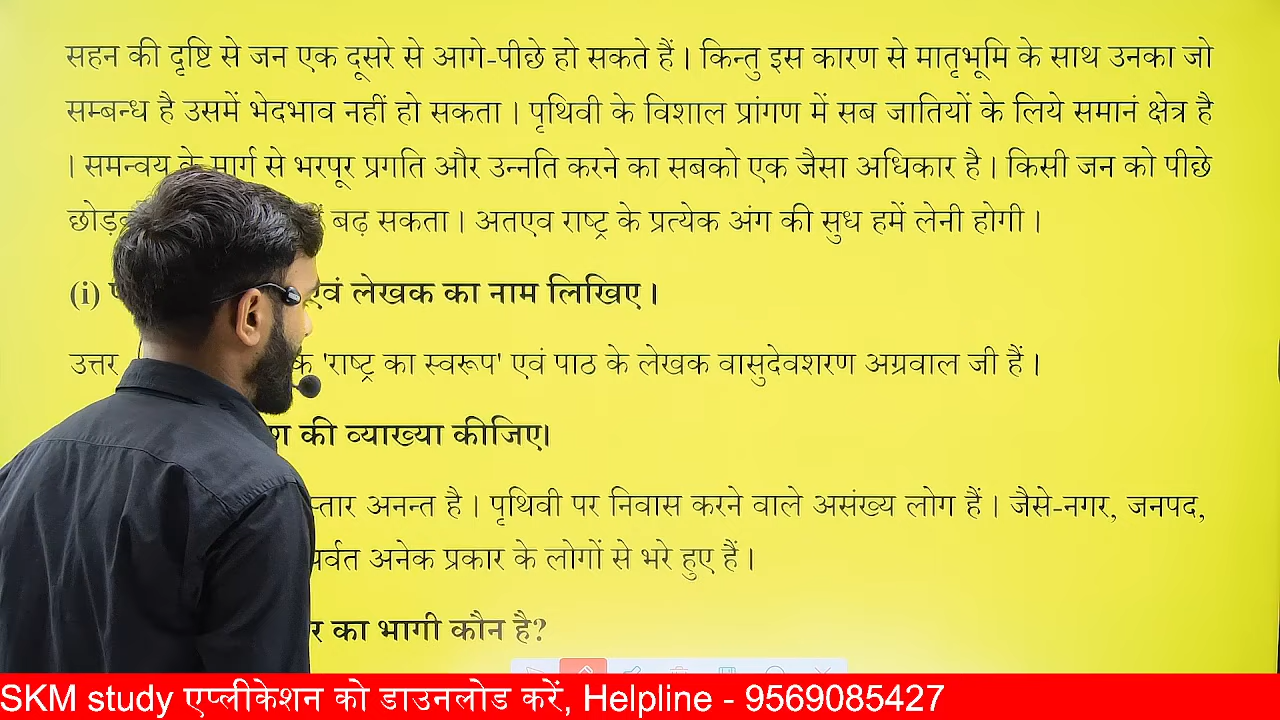 सहन की दृष्टि से जन एक दूसरे से आगे-पीछे हो सकते हैं। किन्तु इस कारण से मातृभूमि के साथ उनका जो
सम्बन्ध है उसमें भेदभाव नहीं हो सकता। पृथिवी के विशाल प्रांगण में सब जातियों के लिये समानं क्षेत्र है
। समन्वय के मार्ग से भरपूर प्रगति और उन्नति करने का सबको एक जैसा अधिकार है। किसी जन को पीछे
बढ़ सकता। अतएव राष्ट्र के प्रत्येक अंग की सुध हमें लेनी होगी।
(i) एवं लेखक का नाम लिखिए।
उत्तर 'राष्ट्र का स्वरूप' एवं पाठ के लेखक वासुदेवशरण अग्रवाल जी हैं।
की व्याख्या कीजिए।
अनन्त है। पृथिवी पर निवास करने वाले असंख्य लोग हैं। जैसे-नगर, जनपद,
पर्वत अनेक प्रकार के लोगों से भरे हुए हैं।
का भागी कौन है?
SKM study एप्लीकेशन को डाउनलोड करें, Helpline - 9569085427